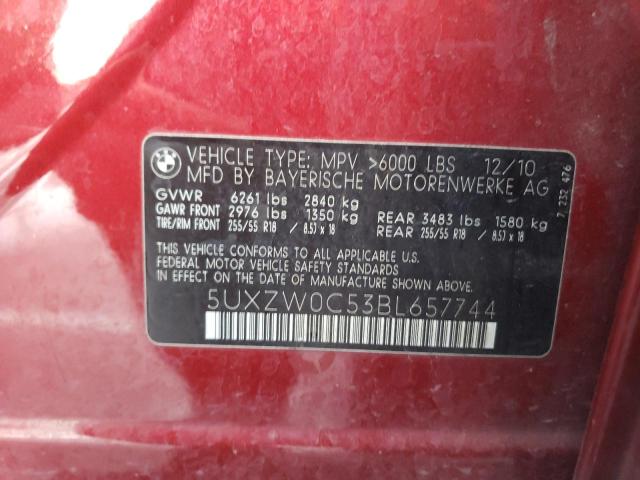 VEHICLE TYPE: MPV >6000 LBS 12/10
MFD BY BAYERISCHE MOTORENWERKE AG
GVWR 6261 lbs 2840 kg
GAWR FRONT 2976 lbs 1350 kg REAR 3483 lbs 1580 kg
TIRE/RIM FRONT 255/55 R18 / 8.5J x 18 REAR 255/55 R18 / 8.5J x 18
THIS VEHICLE CONFORMS TO ALL APPLICABLE U.S.
FEDERAL MOTOR VEHICLE SAFETY STANDARDS IN
EFFECT ON THE DATE OF MANUFACTURE SHOWN ABOVE.
5UXZW0C53BL657744
7 232 476